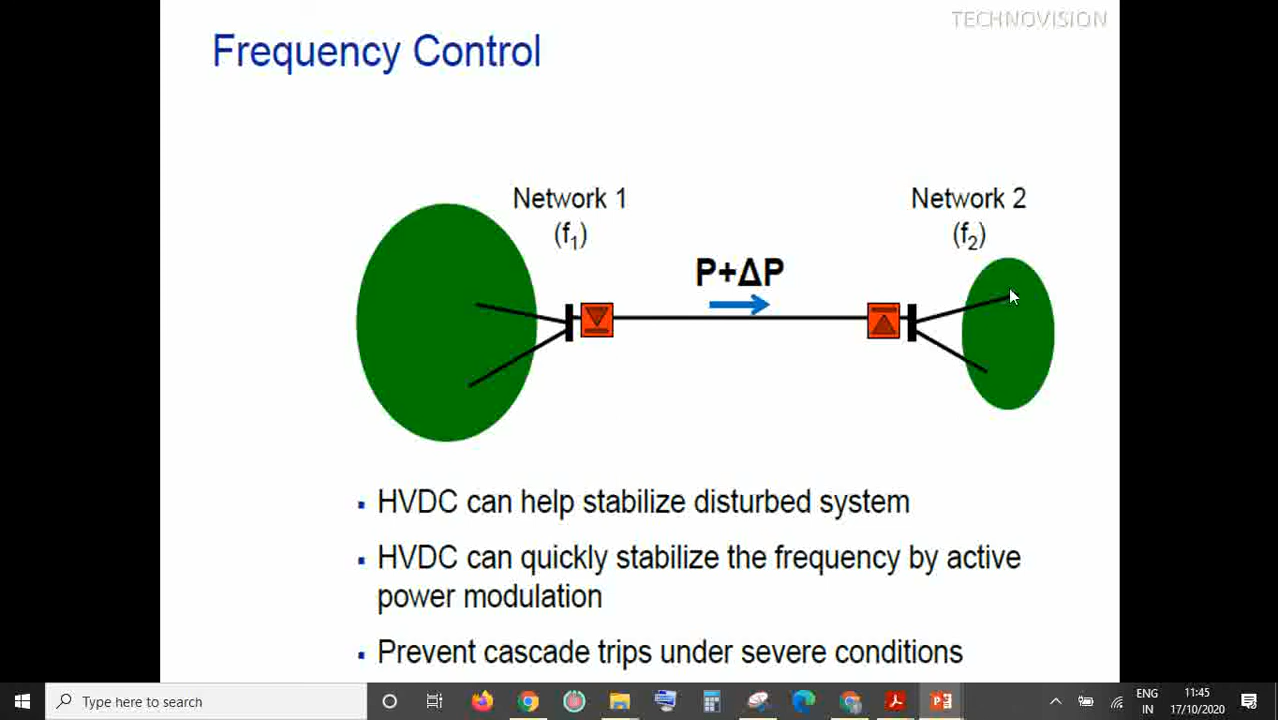 TECHNOVISION
Frequency Control
Network 1
(f₁)
Network 2
(f₂)
P+ΔP
▪ HVDC can help stabilize disturbed system
▪ HVDC can quickly stabilize the frequency by active
power modulation
▪ Prevent cascade trips under severe conditions
Type here to search
ENG
IN
11:45
17/10/2020